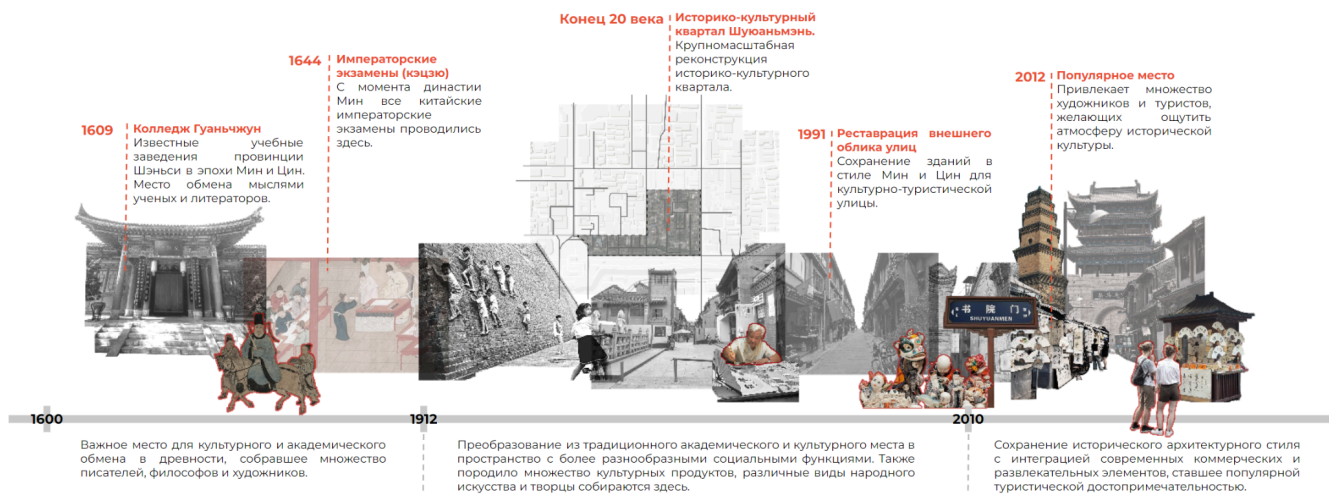 1609
Колледж Гуаньчжун
Известные учебные
заведения провинции
Шэньси в эпохи Мин и Цин.
Место обмена мыслями
ученых и литераторов.
1644
Императорские
экзамены (кэцзю)
С момента династии
Мин все китайские
императорские
экзамены проводились
здесь.
Конец 20 века
Историко-культурный
квартал Шуюаньмэнь.
Крупномасштабная
реконструкция
историко-культурного
квартала.
1991
Реставрация внешнего
облика улиц
Сохранение зданий в
стиле Мин и Цин для
культурно-туристической
улицы.
2012
Популярное место
Привлекает множество
художников и туристов,
желающих ощутить
атмосферу исторической
культуры.
书院门
SHUYUANMEN
1600
1912
2010
Важное место для культурного и академического
обмена в древности, собравшее множество
писателей, философов и художников.
Преобразование из традиционного академического и культурного места в
пространство с более разнообразными социальными функциями. Также
породило множество культурных продуктов, различные виды народного
искусства и творцы собираются здесь.
Сохранение исторического архитектурного стиля
с интеграцией современных коммерческих и
развлекательных элементов, ставшее популярной
туристической достопримечательностью.